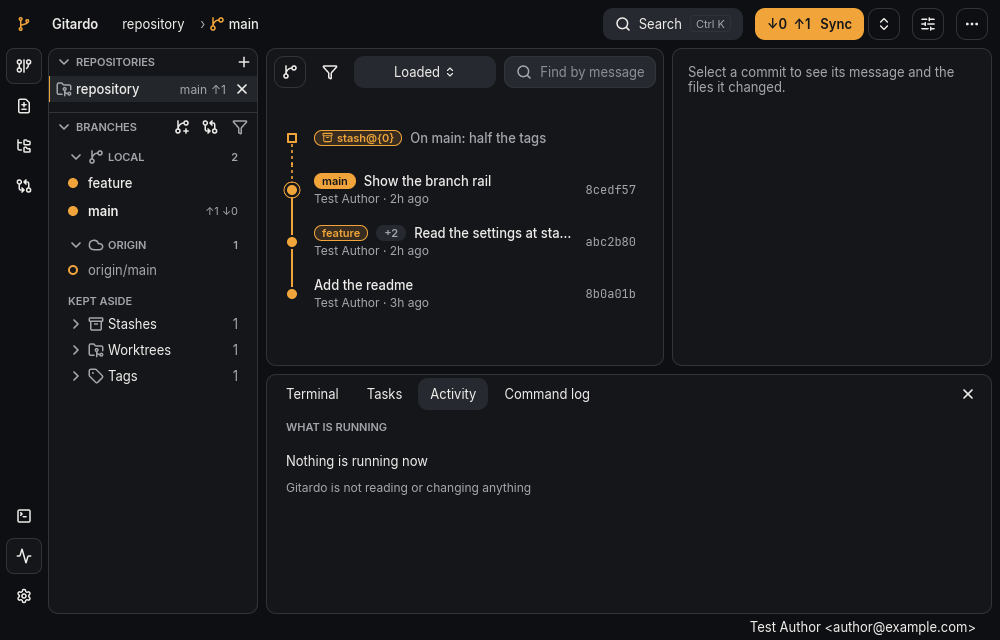 Gitardo repository main Search Ctrl K ↓0 ↑1 Sync
REPOSITORIES
repository main ↑1
BRANCHES
LOCAL 2
feature
main ↑1 ↓0
ORIGIN 1
origin/main
KEPT ASIDE
Stashes 1
Worktrees 1
Tags 1
Loaded Find by message
stash@{0} On main: half the tags
main Show the branch rail
Test Author · 2h ago 8cedf57
feature +2 Read the settings at sta...
Test Author · 2h ago abc2b80
Add the readme
Test Author · 3h ago 8b0a01b
Select a commit to see its message and the
files it changed.
Terminal Tasks Activity Command log
WHAT IS RUNNING
Nothing is running now
Gitardo is not reading or changing anything
Test Author <author@example.com>